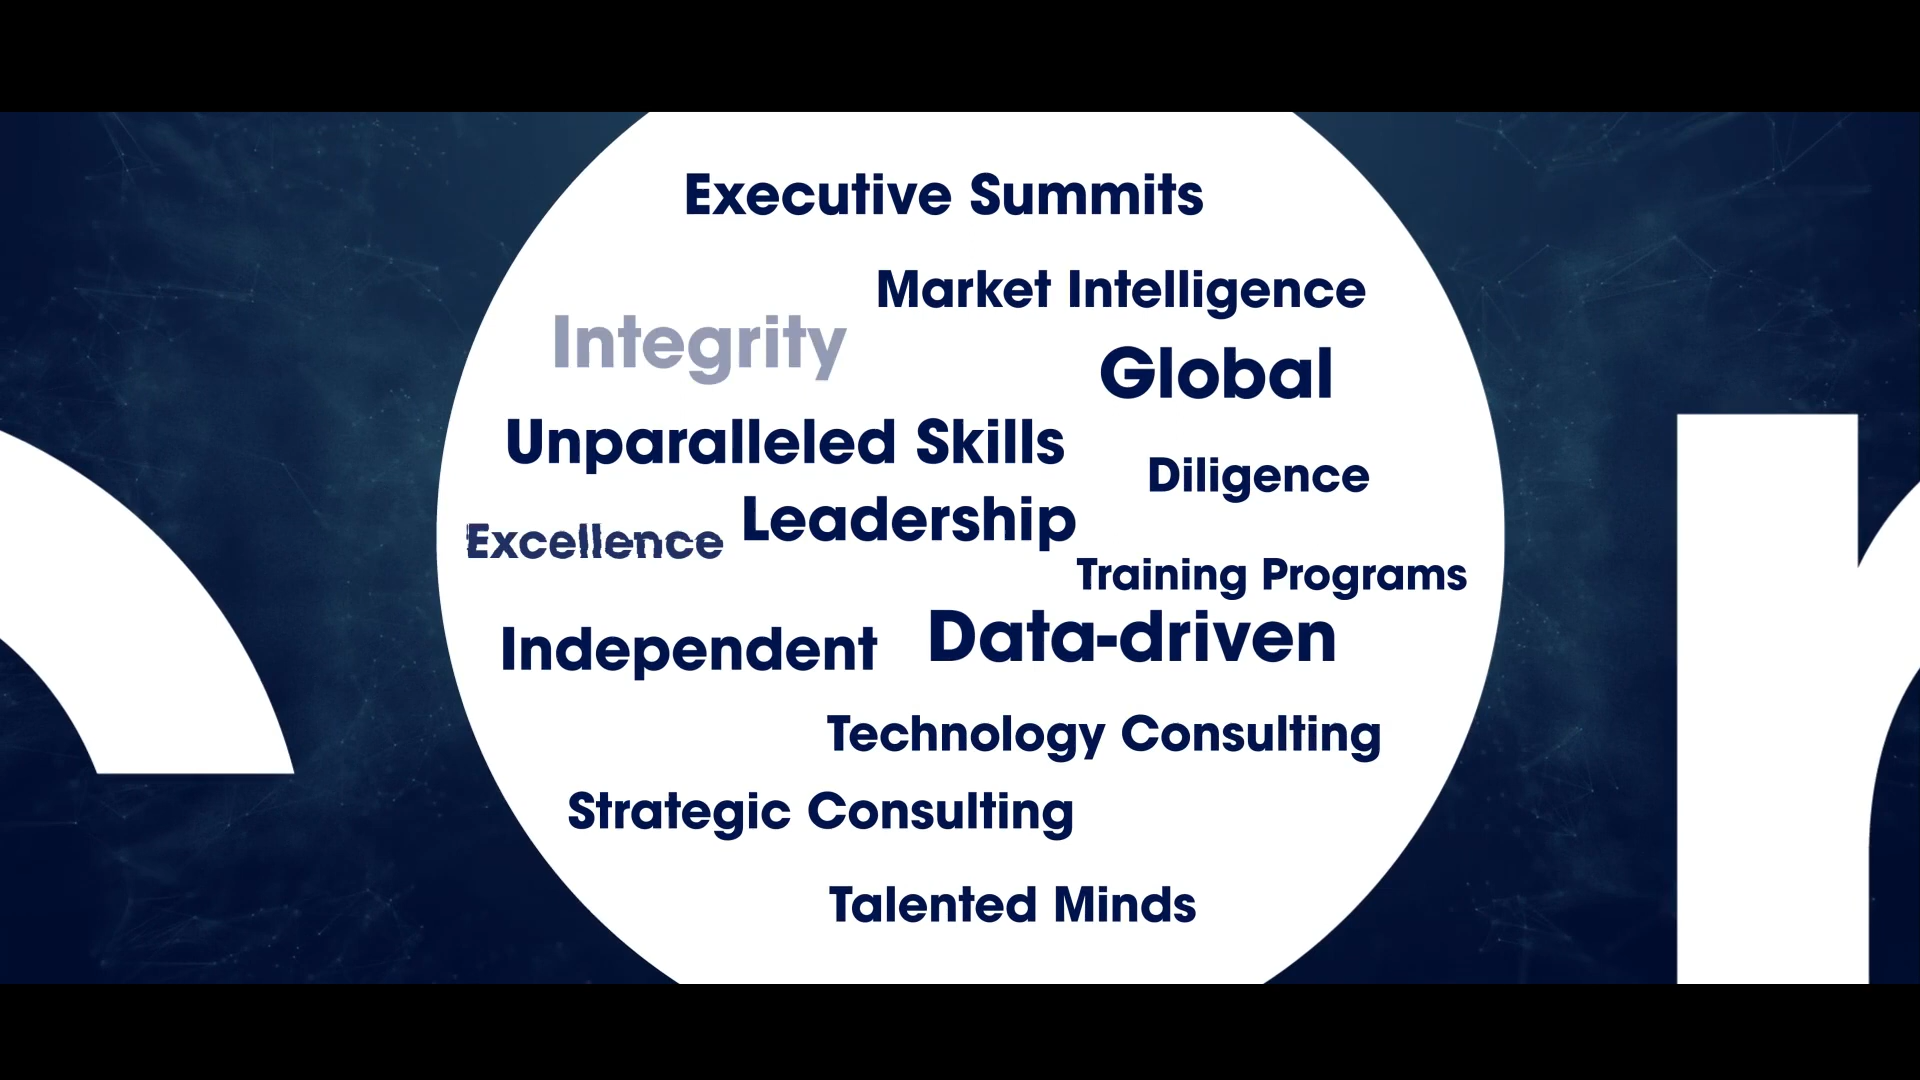 Executive Summits
Market Intelligence
Integrity
Global
Unparalleled Skills
Diligence
Leadership
Excellence
Training Programs
Data-driven
Independent
Technology Consulting
Strategic Consulting
Talented Minds